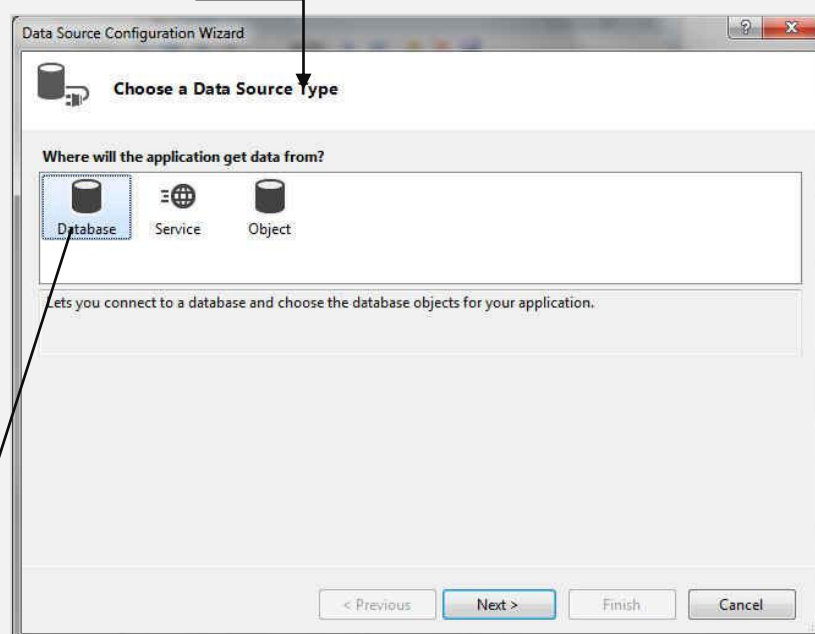 Data Source Configuration Wizard
Choose a Data Source Type
Where will the application get data from?
Database Service Object
Lets you connect to a database and choose the database objects for your application.
< Previous Next > Finish Cancel